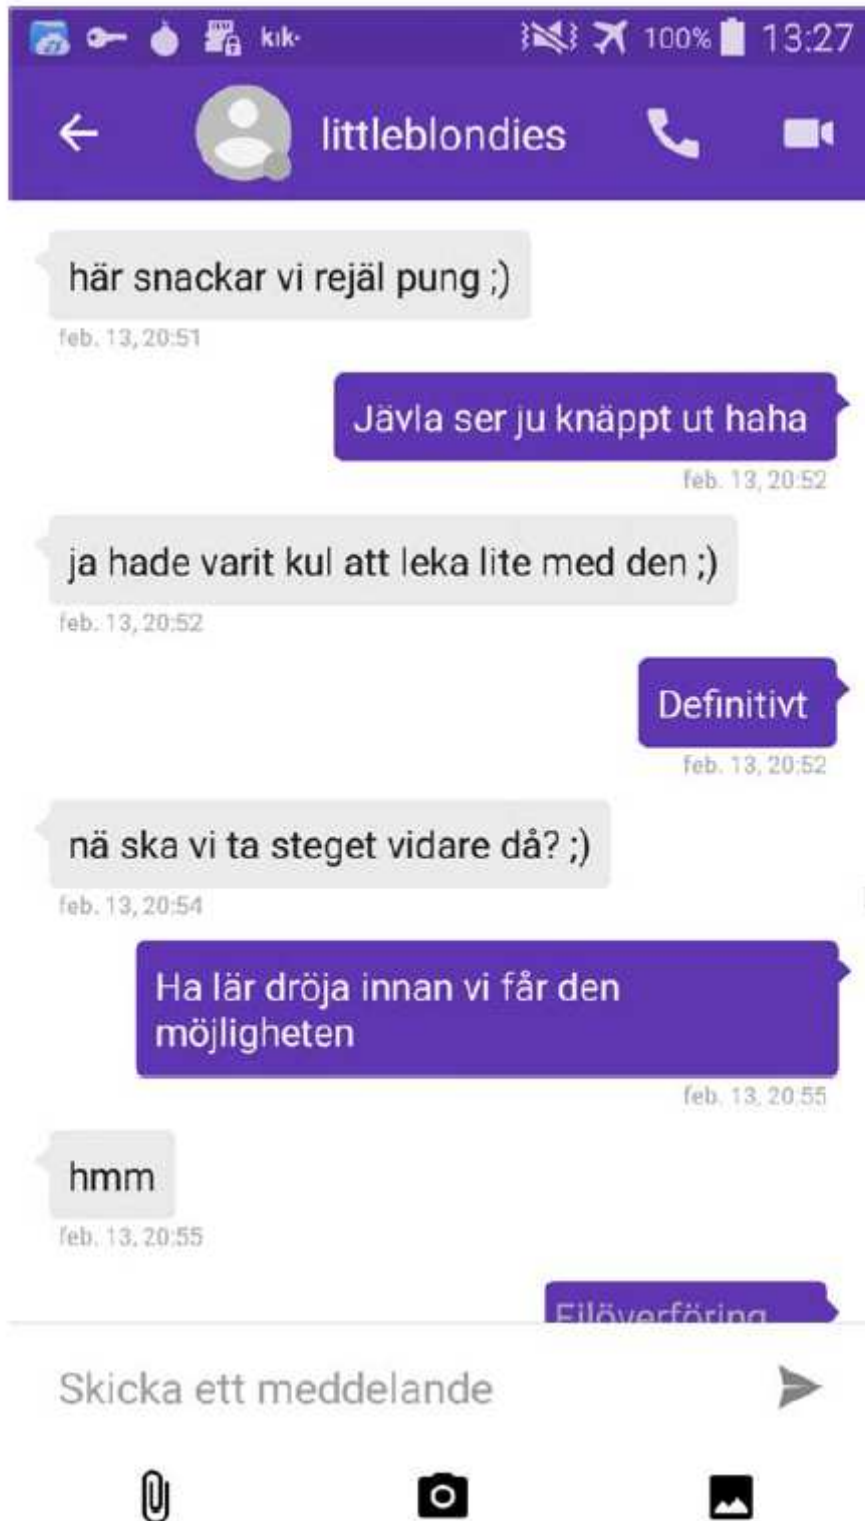 kik·
100%
13:27
littleblondies
här snackar vi rejäl pung ;)
feb. 13, 20:51
Jävla ser ju knäppt ut haha
feb. 13, 20:52
ja hade varit kul att leka lite med den ;)
feb. 13, 20:52
Definitivt
feb. 13, 20:52
nä ska vi ta steget vidare då? ;)
feb. 13, 20:54
Ha lär dröja innan vi får den
möjligheten
feb. 13, 20:55
hmm
feb. 13, 20:55
Filöverföring
Skicka ett meddelande